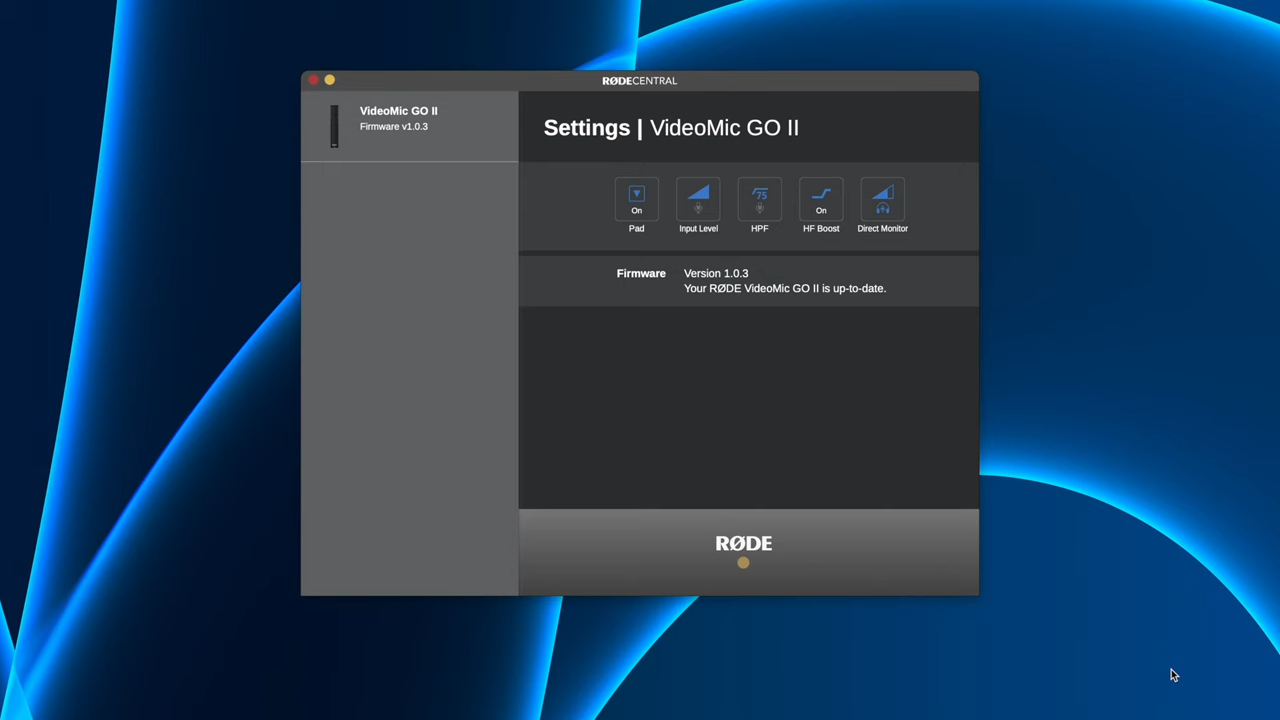 RØDECENTRAL
VideoMic GO II
Firmware v1.0.3
Settings | VideoMic GO II
On
75
On
Pad
Input Level
HPF
HF Boost
Direct Monitor
Firmware
Version 1.0.3
Your RØDE VideoMic GO II is up-to-date.
RØDE